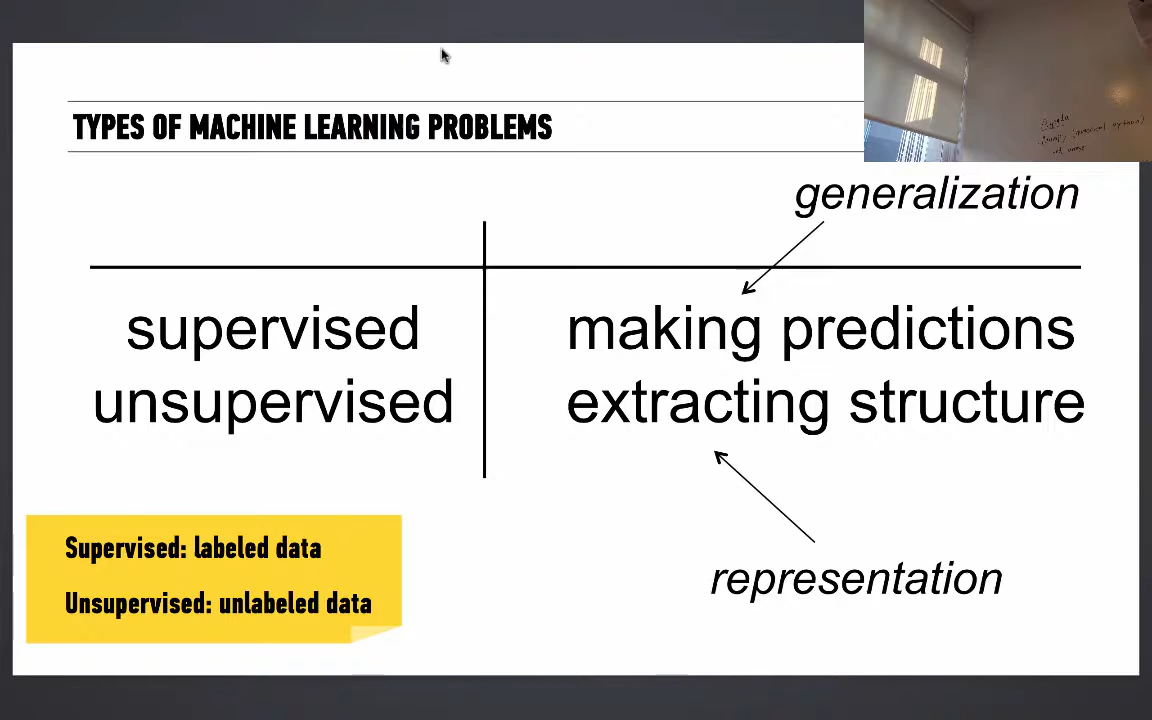 TYPES OF MACHINE LEARNING PROBLEMS
generalization
supervised
making predictions
unsupervised
extracting structure
Supervised: labeled data
Unsupervised: unlabeled data
representation